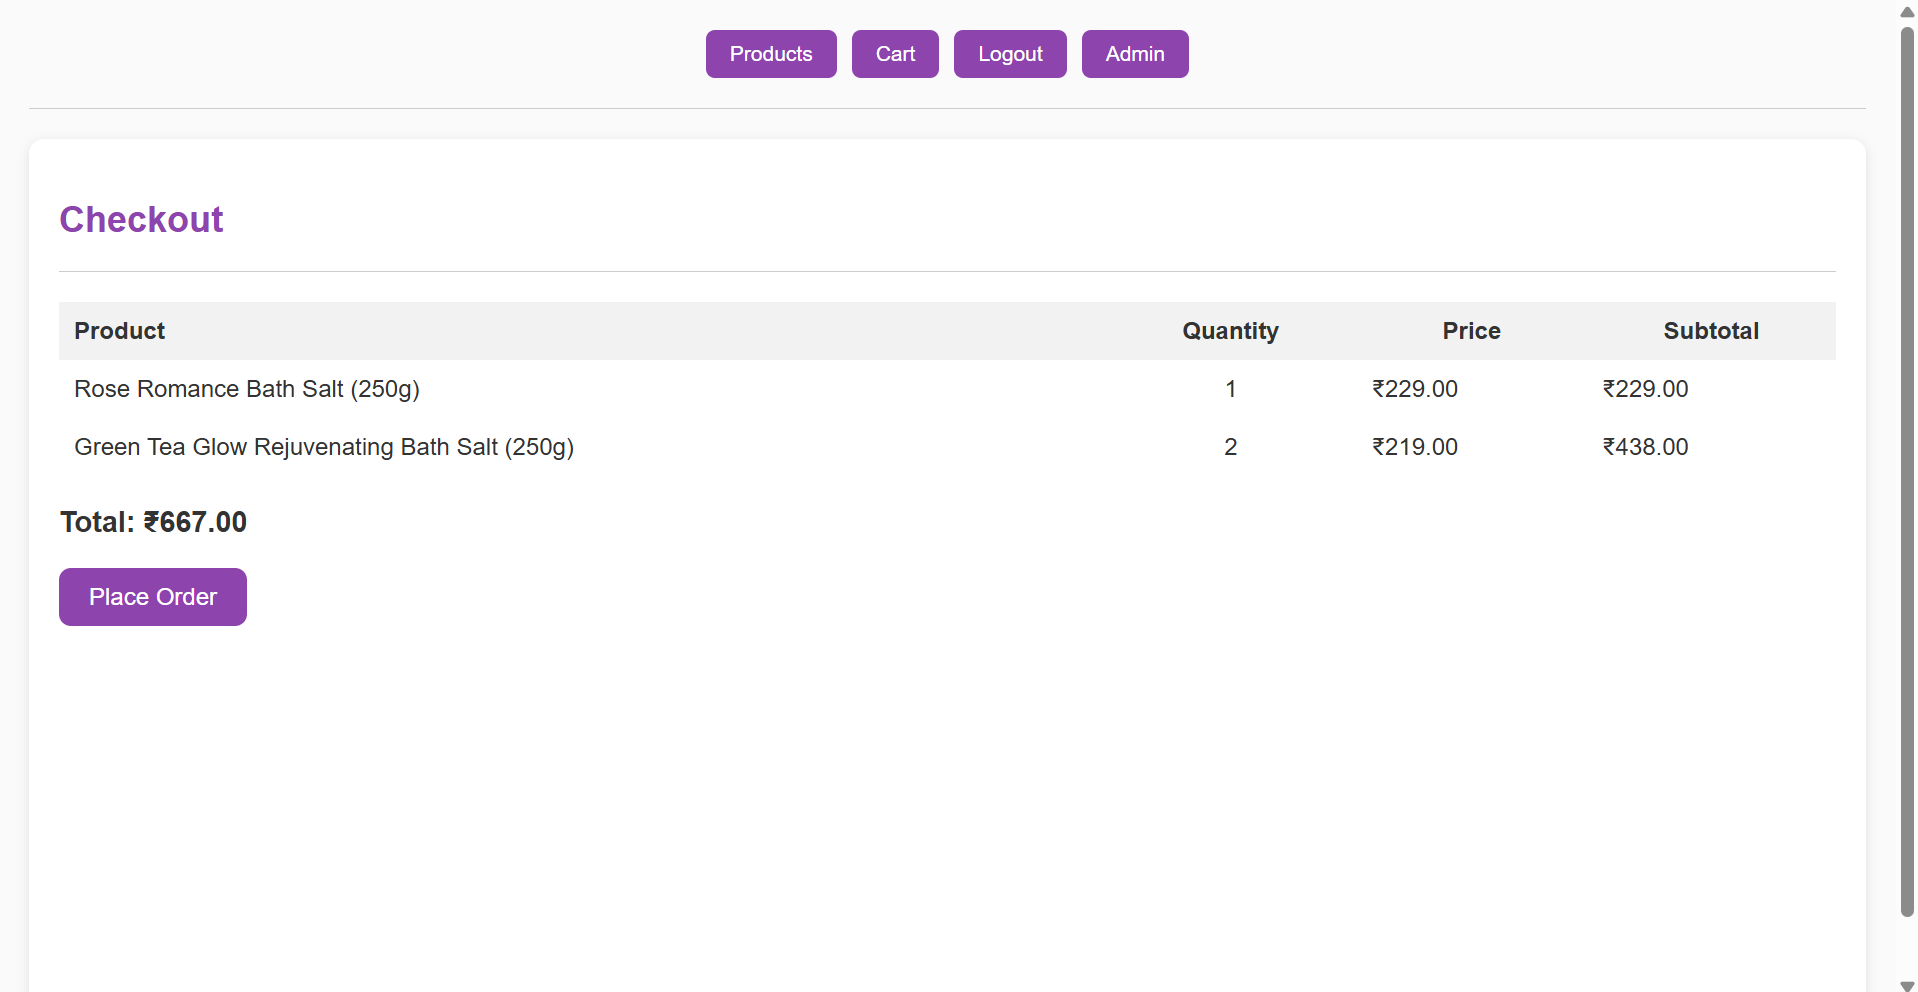 Products Cart Logout Admin
Checkout
Product Quantity Price Subtotal
Rose Romance Bath Salt (250g) 1 ₹229.00 ₹229.00
Green Tea Glow Rejuvenating Bath Salt (250g) 2 ₹219.00 ₹438.00
Total: ₹667.00
Place Order